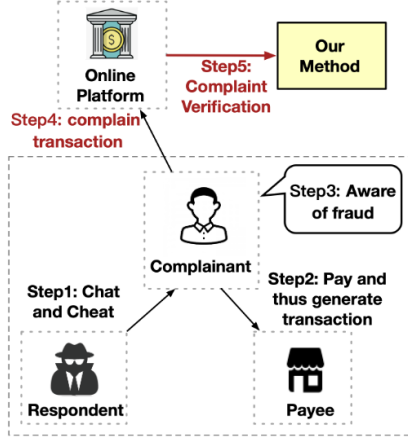 Our
Method
Online
Platform
Step5:
Complaint
Verification
Step4: complain
transaction
Step3: Aware
of fraud
Complainant
Step1: Chat
and Cheat
Step2: Pay and
thus generate
transaction
Respondent
Payee
$